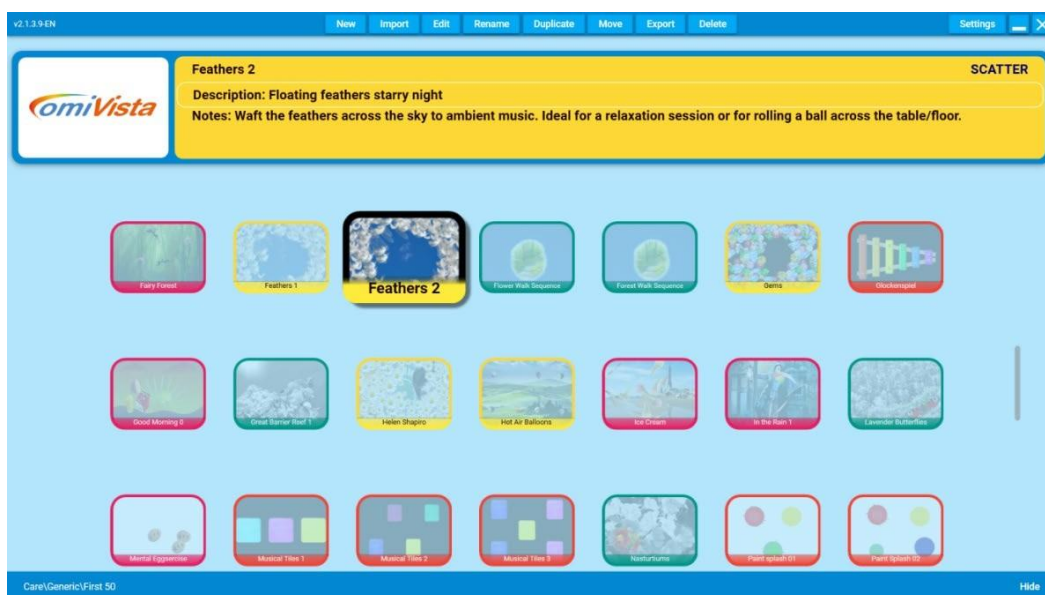 v2.1.3.9-EN New Import Edit Rename Duplicate Move Export Delete Settings
omiVista
Feathers 2 SCATTER
Description: Floating feathers starry night
Notes: Waft the feathers across the sky to ambient music. Ideal for a relaxation session or for rolling a ball across the table/floor.
Fairy Forest Feathers 1 Feathers 2 Flower Walk Sequence Forest Walk Sequence Gems Glockenspiel
Good Morning 0 Great Barrier Reef 1 Helen Shapiro Hot Air Balloons Ice Cream In the Rain 1 Lavender Butterflies
Mental Eggsercise Musical Tiles 1 Musical Tiles 2 Musical Tiles 3 Nasturtiums Paint splash 01 Paint Splash 02
Care\Generic\First 50 Hide